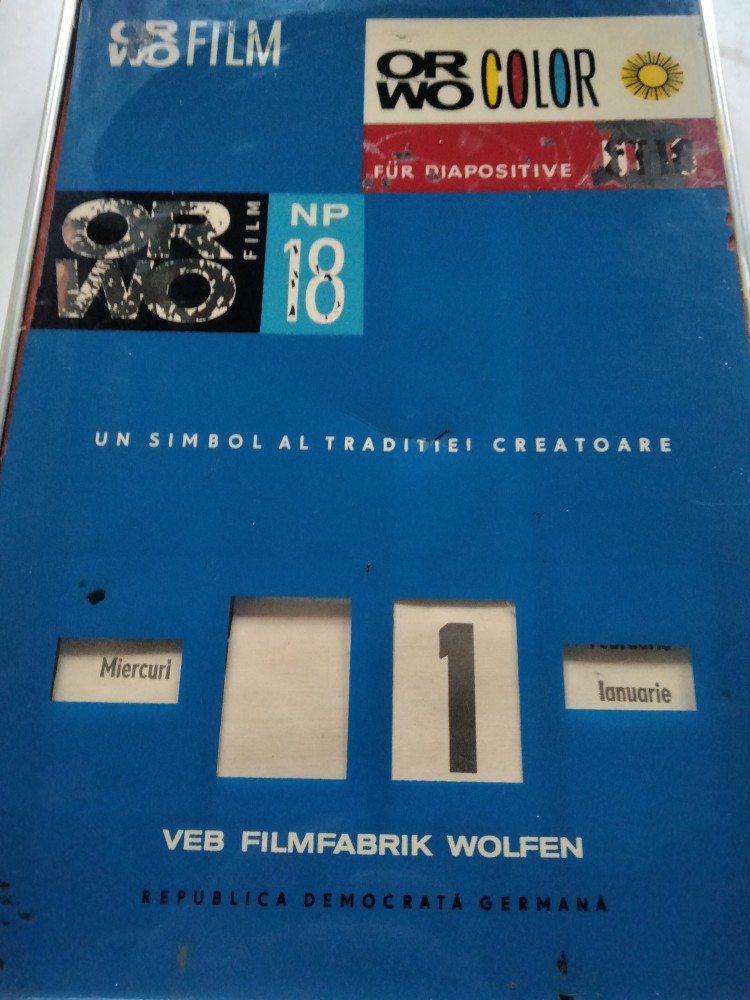 ORWO FILM
ORWO COLOR
FÜR DIAPOSITIVE
ORWO FILM
NP
18
UN SIMBOL AL TRADITIEI CREATOARE
Miercuri
1
Ianuarie
VEB FILMFABRIK WOLFEN
REPUBLICA DEMOCRATĂ GERMANĂ